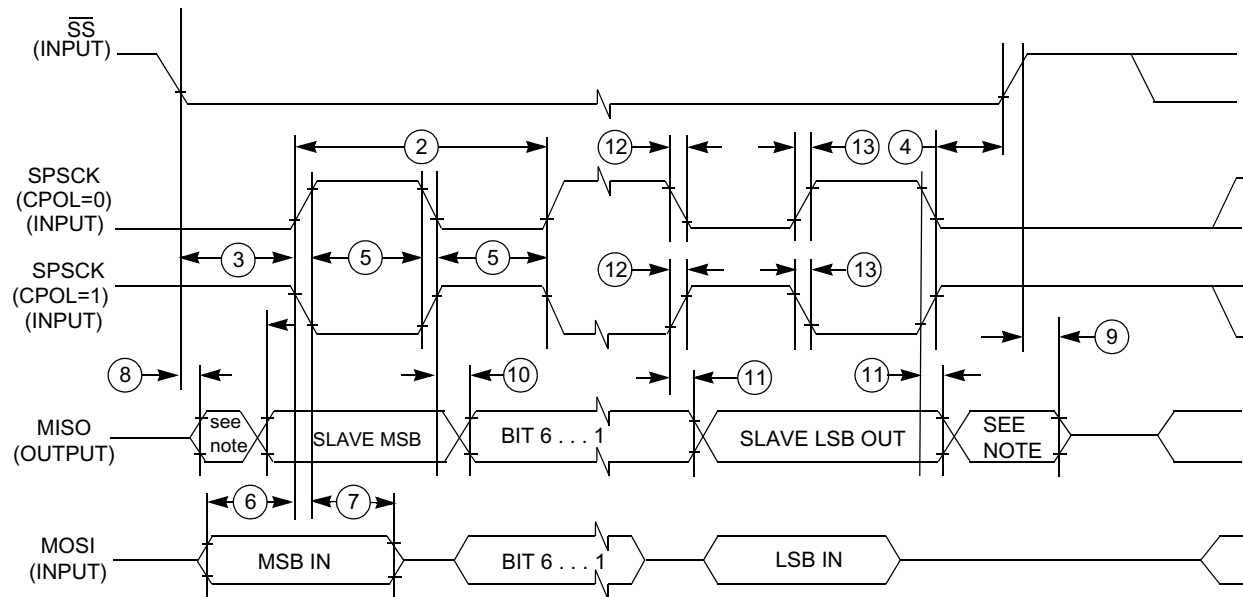 SS
(INPUT)
2
12
13
4
SPSCK
(CPOL=0)
(INPUT)
3
5
5
SPSCK
(CPOL=1)
(INPUT)
12
13
9
8
10
11
11
MISO
(OUTPUT)
see
note
SLAVE MSB
BIT 6 . . . 1
SLAVE LSB OUT
SEE
NOTE
6
7
MOSI
(INPUT)
MSB IN
BIT 6 . . . 1
LSB IN